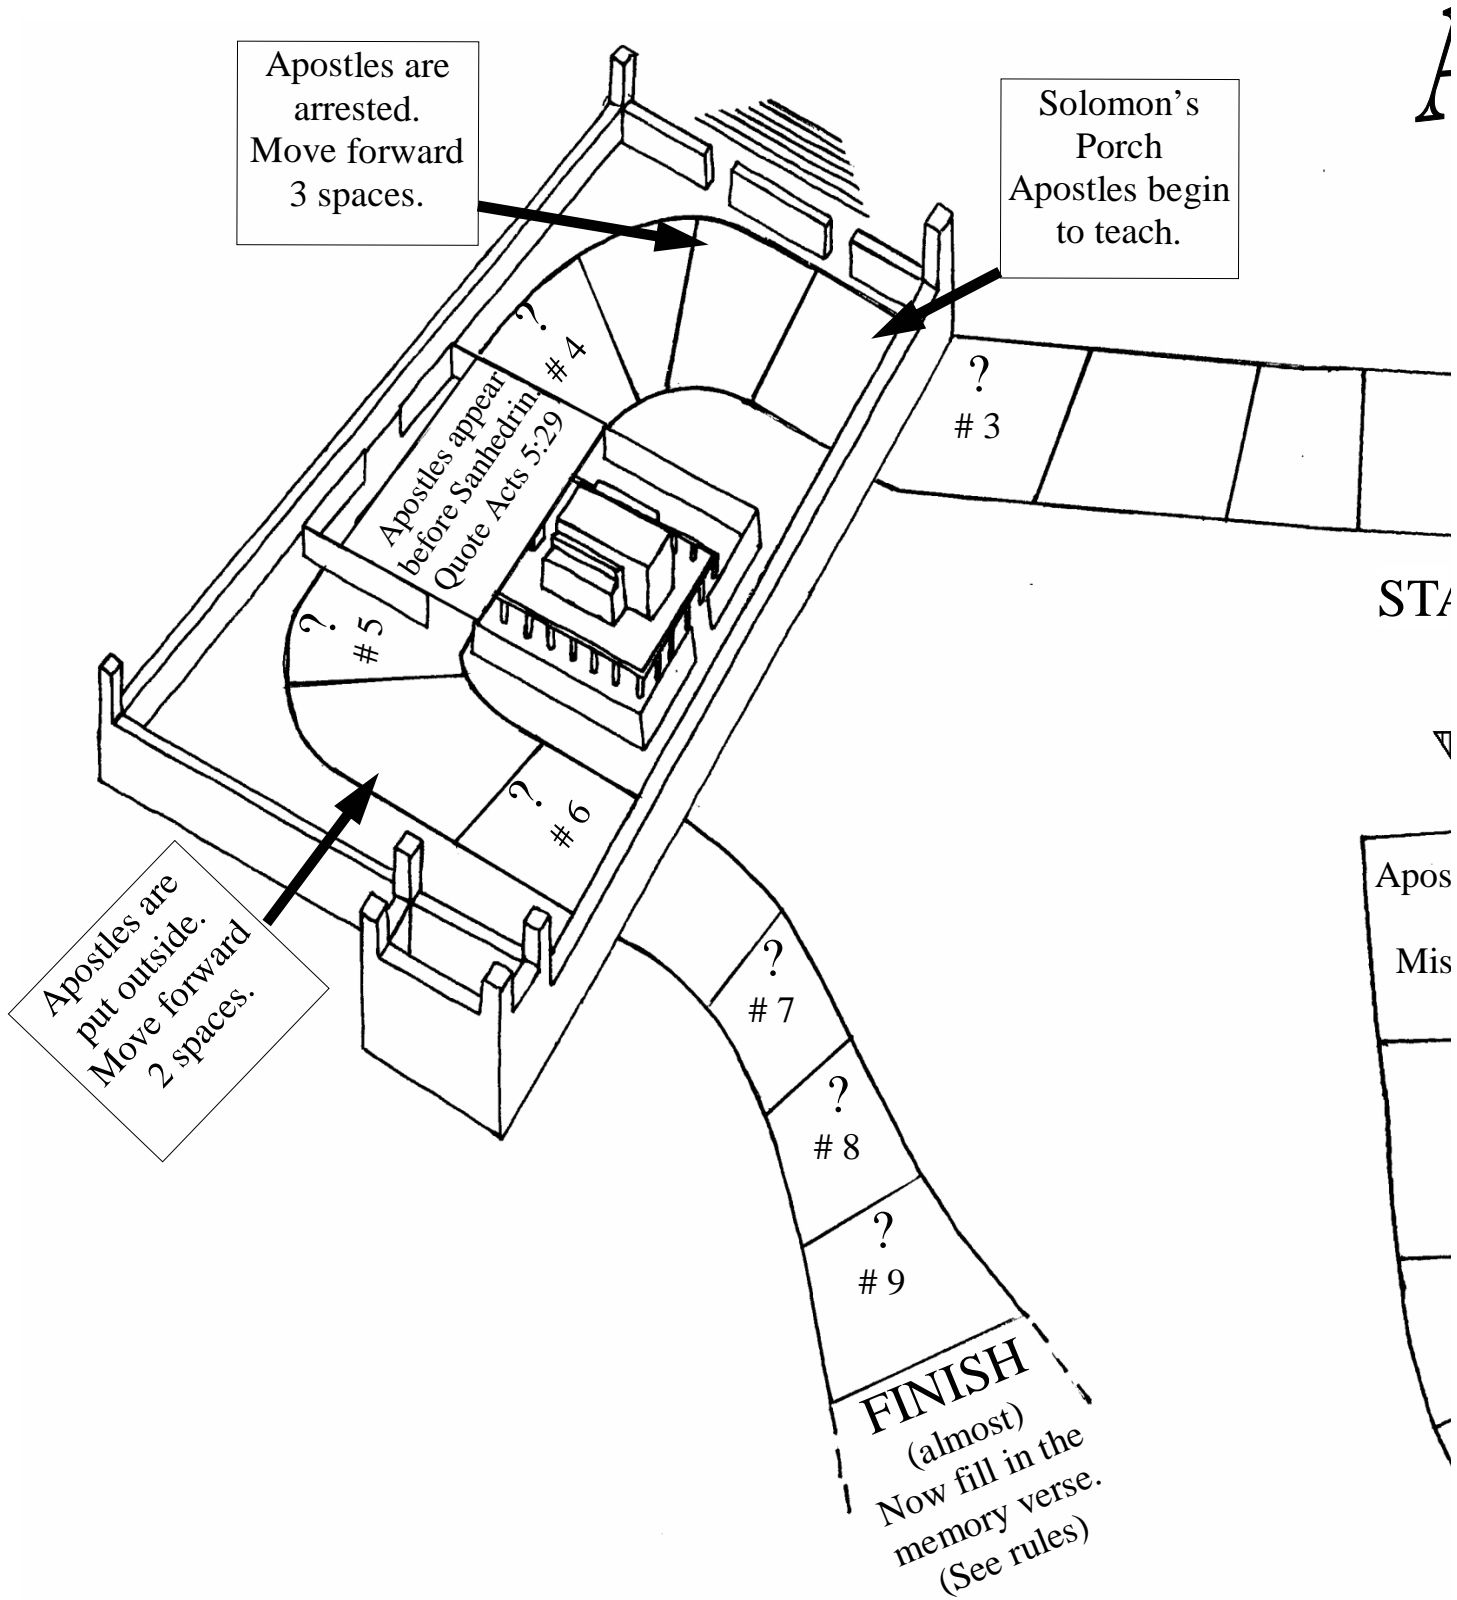 Apostles are
arrested.
Move forward
3 spaces.
Solomon's
Porch
Apostles begin
to teach.
?
# 4
?
# 3
Apostles appear
before Sanhedrin.
Quote Acts 5:29
?
# 5
STA
?
# 6
Apostles are
put outside.
Move forward
2 spaces.
Apos
Mis
?
# 7
?
# 8
?
# 9
FINISH
(almost)
Now fill in the
memory verse.
(See rules)